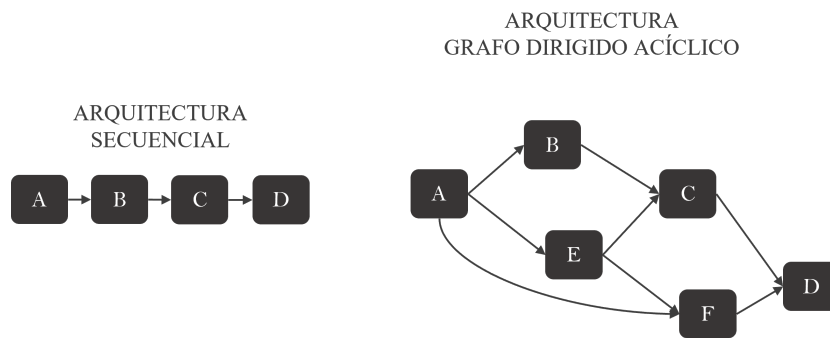 ARQUITECTURA
SECUENCIAL
A
B
C
D
ARQUITECTURA
GRAFO DIRIGIDO ACÍCLICO
B
A
C
E
D
F